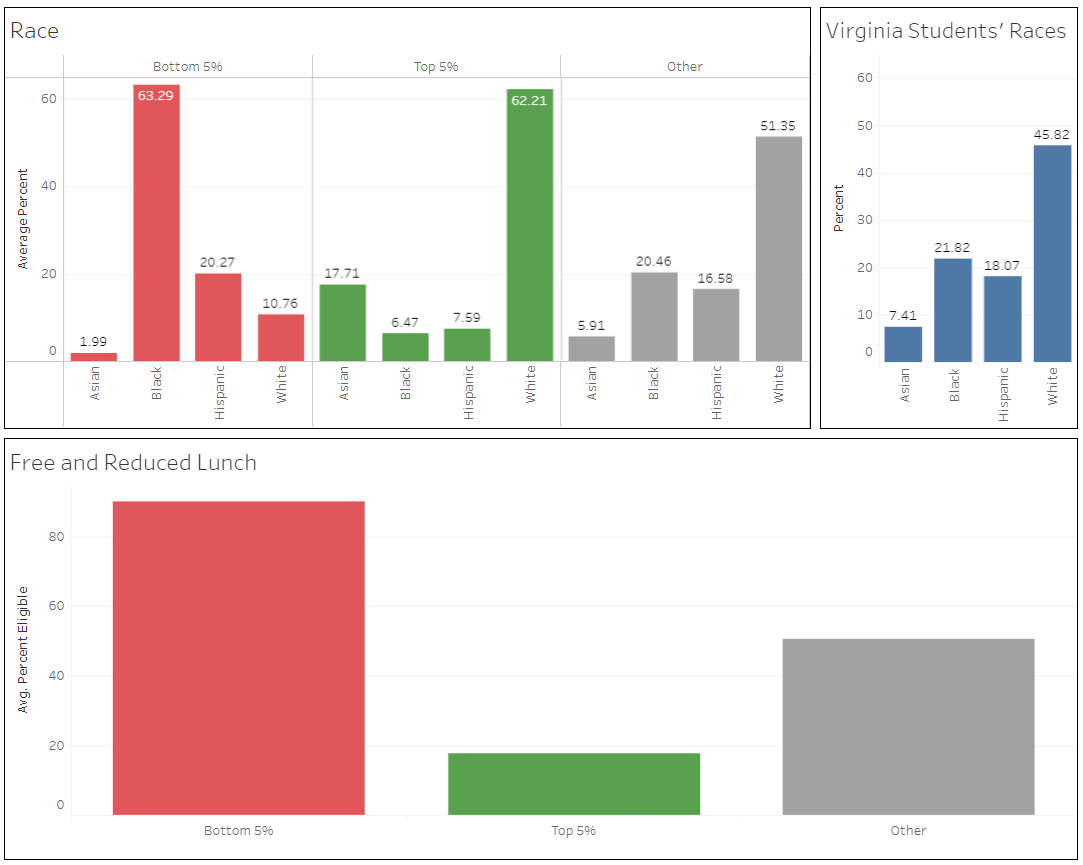 Race
Bottom 5%
Top 5%
Other
Average Percent
60
40
20
0
63.29
20.27
10.76
1.99
17.71
6.47
7.59
62.21
5.91
20.46
16.58
51.35
Asian
Black
Hispanic
White
Asian
Black
Hispanic
White
Asian
Black
Hispanic
White
Virginia Students' Races
Percent
60
50
40
30
20
10
0
7.41
21.82
18.07
45.82
Asian
Black
Hispanic
White
Free and Reduced Lunch
Avg. Percent Eligible
80
60
40
20
0
Bottom 5%
Top 5%
Other